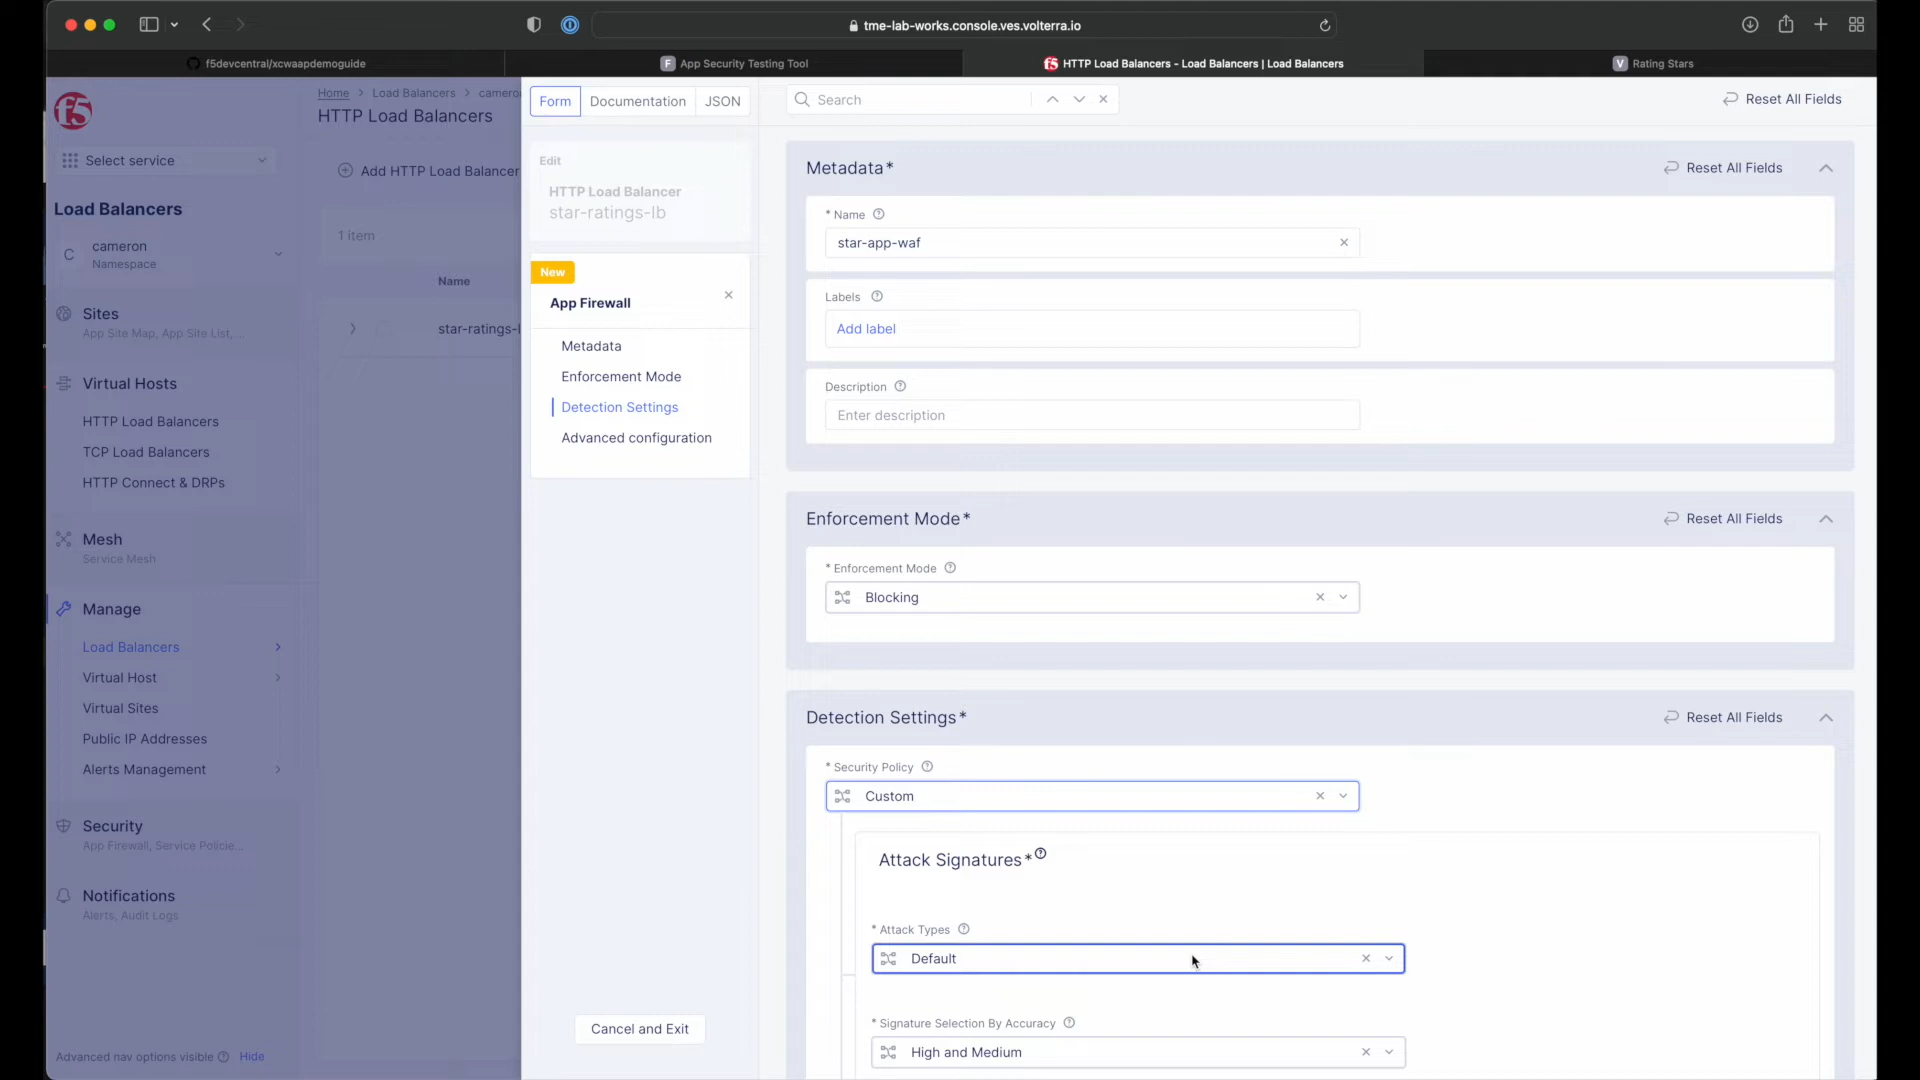 tme-lab-works.console.ves.volterra.io
f5devcentral/xcwaapdemoguide
F App Security Testing Tool
f5 HTTP Load Balancers - Load Balancers | Load Balancers
V Rating Stars
f5
Select service
Load Balancers
C
cameron
Namespace
Sites
App Site Map, App Site List, ...
Virtual Hosts
HTTP Load Balancers
TCP Load Balancers
HTTP Connect & DRPs
Mesh
Service Mesh
Manage
Load Balancers
Virtual Host
Virtual Sites
Public IP Addresses
Alerts Management
Security
App Firewall, Service Policie...
Notifications
Alerts, Audit Logs
Advanced nav options visible Hide
Home > Load Balancers > camero
HTTP Load Balancers
Add HTTP Load Balancer
1 item
Name
star-ratings-l
Form Documentation JSON
Edit
HTTP Load Balancer
star-ratings-lb
New
App Firewall
Metadata
Enforcement Mode
Detection Settings
Advanced configuration
Cancel and Exit
Search
Reset All Fields
Metadata*
Reset All Fields
* Name
star-app-waf
Labels
Add label
Description
Enter description
Enforcement Mode*
Reset All Fields
* Enforcement Mode
Blocking
Detection Settings*
Reset All Fields
* Security Policy
Custom
Attack Signatures*
* Attack Types
Default
* Signature Selection By Accuracy
High and Medium